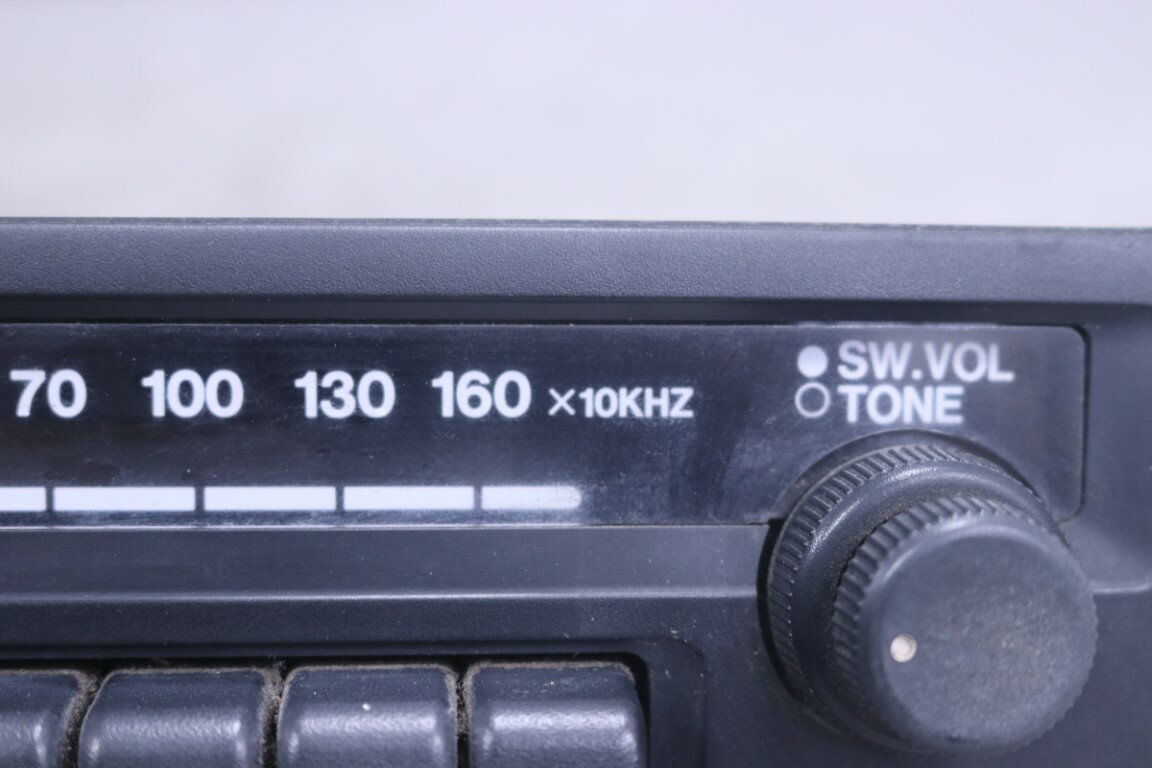 70 100 130 160 ×10KHZ
● SW.VOL
○ TONE